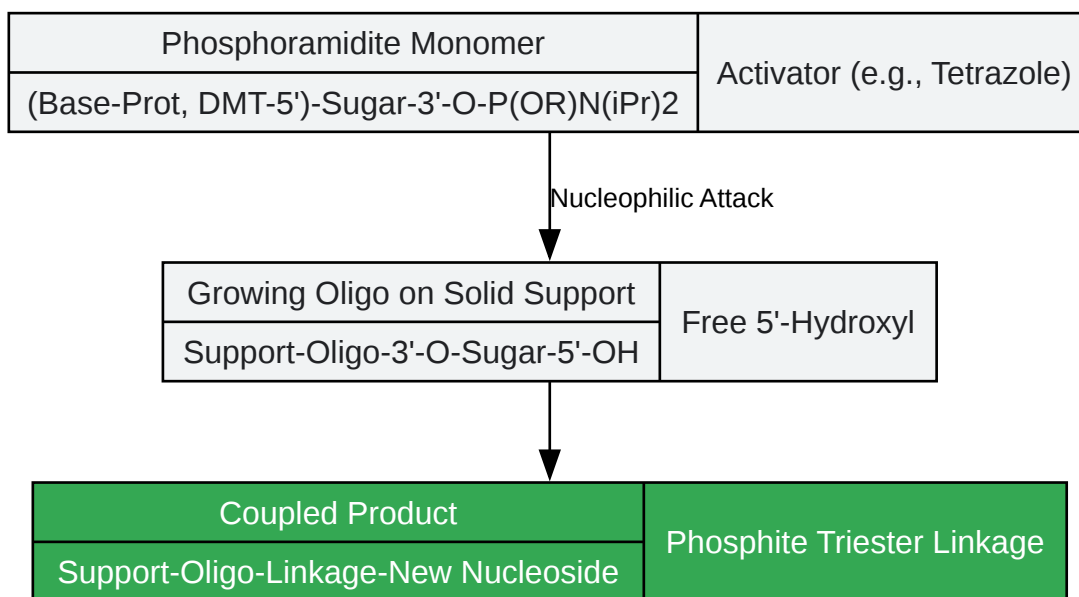 Phosphoramidite Monomer
(Base-Prot, DMT-5')-Sugar-3'-O-P(OR)N(iPr)2
Activator (e.g., Tetrazole)
Nucleophilic Attack
Growing Oligo on Solid Support
Support-Oligo-3'-O-Sugar-5'-OH
Free 5'-Hydroxyl
Coupled Product
Support-Oligo-Linkage-New Nucleoside
Phosphite Triester Linkage